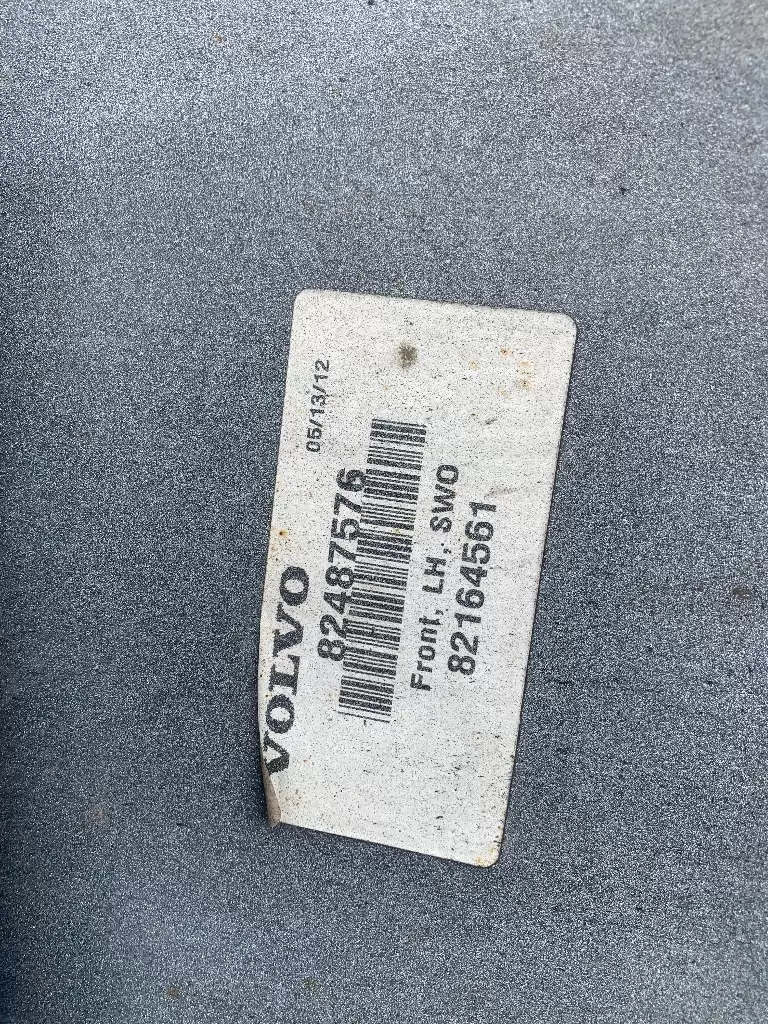 VOLVO
05/13/12
82487576
Front, LH, SWO
82164561